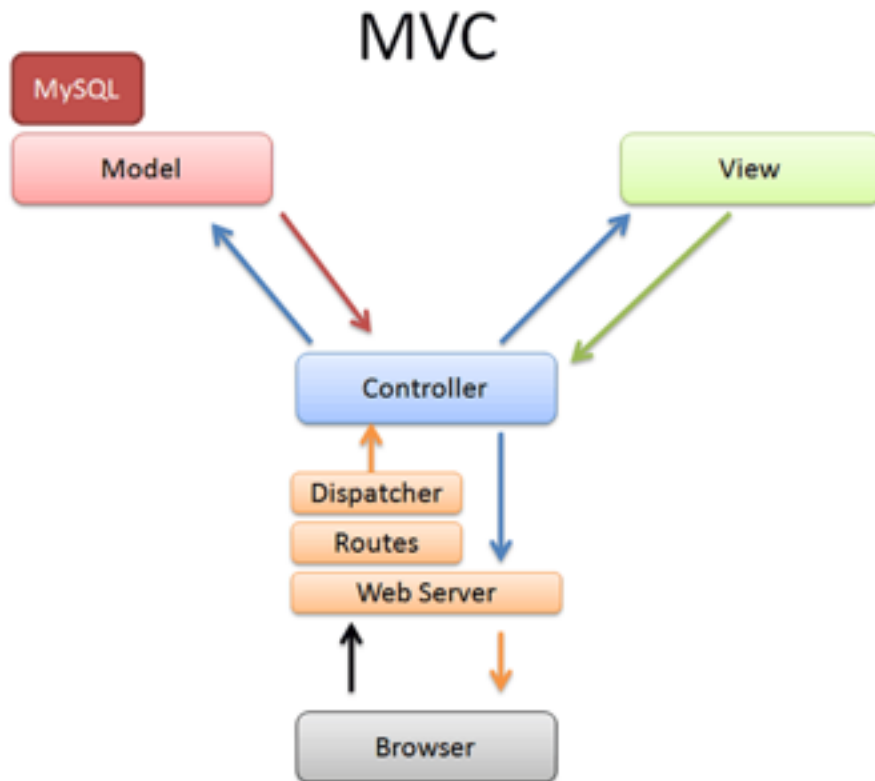 MVC
MySQL
Model
View
Controller
Dispatcher
Routes
Web Server
Browser